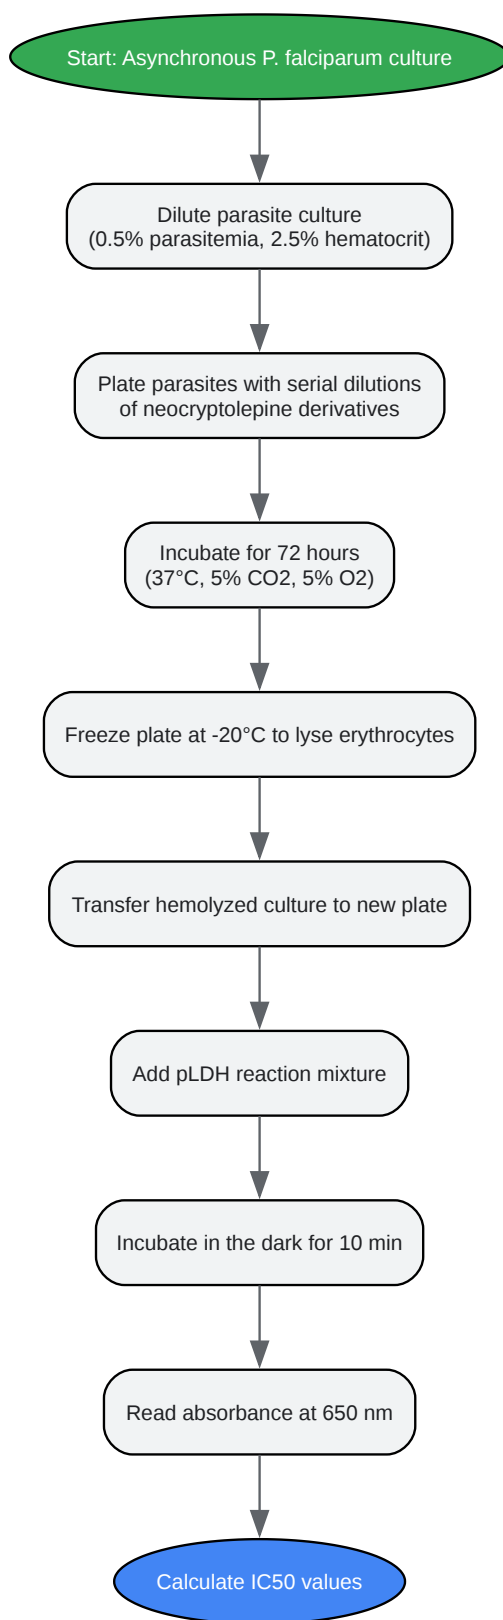 Start: Asynchronous P. falciparum culture
Dilute parasite culture
(0.5% parasitemia, 2.5% hematocrit)
Plate parasites with serial dilutions
of neocryptolepine derivatives
Incubate for 72 hours
(37°C, 5% CO2, 5% O2)
Freeze plate at -20°C to lyse erythrocytes
Transfer hemolyzed culture to new plate
Add pLDH reaction mixture
Incubate in the dark for 10 min
Read absorbance at 650 nm
Calculate IC50 values